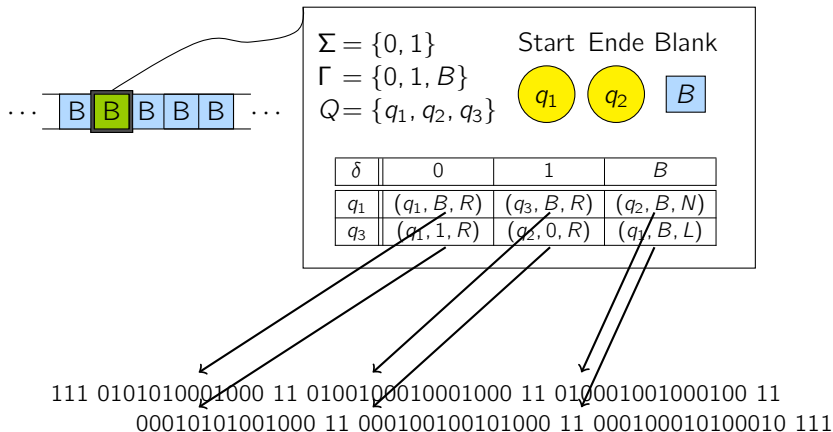 Σ = {0, 1} Start Ende Blank
Γ = {0, 1, B}
Q = {q₁, q₂, q₃} q₁ q₂ B
··· B B B B B ···
δ 0 1 B
q₁ (q₁, B, R) (q₃, B, R) (q₂, B, N)
q₃ (q₁, 1, R) (q₂, 0, R) (q₁, B, L)
111 0101010001000 11 0100100010001000 11 010001001000100 11
00010101001000 11 000100100101000 11 000100010100010 111